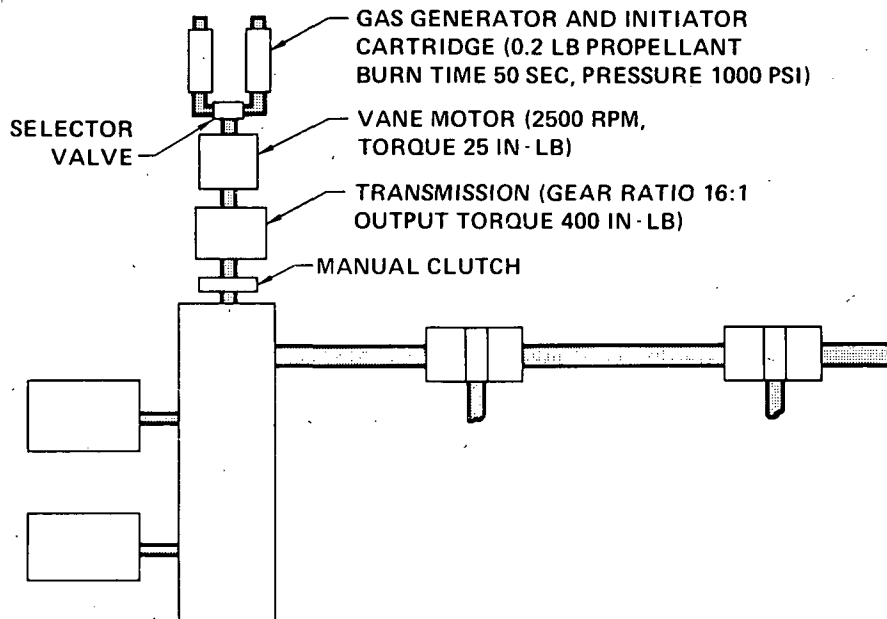 GAS GENERATOR AND INITIATOR
CARTRIDGE (0.2 LB PROPELLANT
BURN TIME 50 SEC, PRESSURE 1000 PSI)
SELECTOR
VALVE
VANE MOTOR (2500 RPM,
TORQUE 25 IN-LB)
TRANSMISSION (GEAR RATIO 16:1
OUTPUT TORQUE 400 IN-LB)
MANUAL CLUTCH